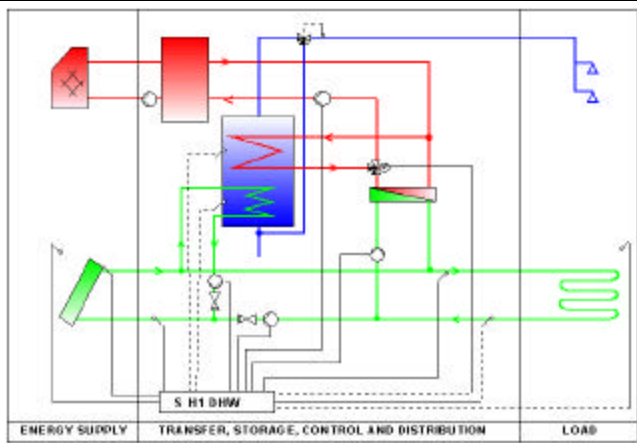 S H1 DHW
ENERGY SUPPLY
TRANSFER, STORAGE, CONTROL AND DISTRIBUTION
LOAD